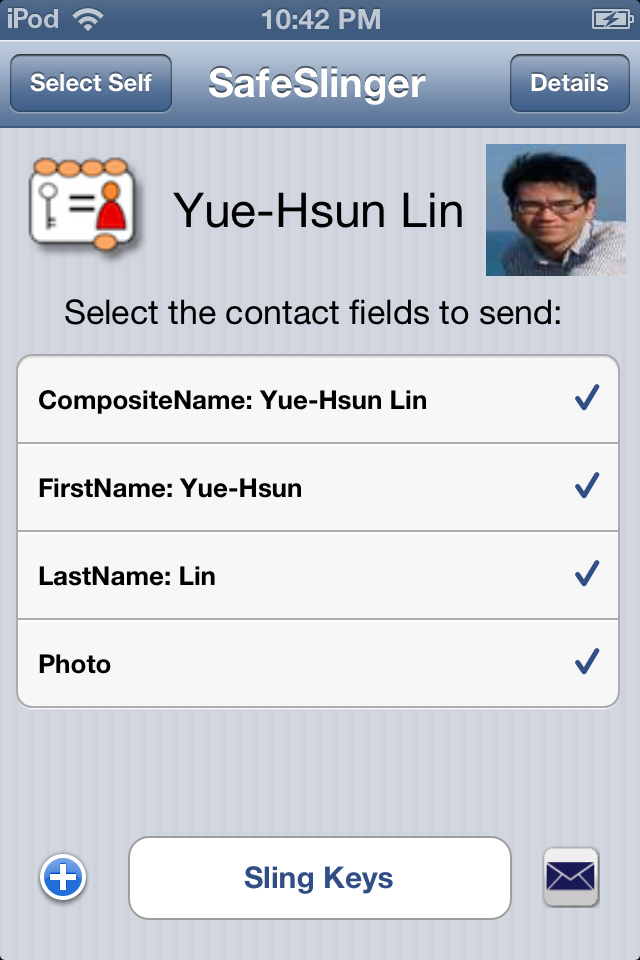 iPod 10:42 PM
Select Self SafeSlinger Details
Yue-Hsun Lin
Select the contact fields to send:
CompositeName: Yue-Hsun Lin
FirstName: Yue-Hsun
LastName: Lin
Photo
Sling Keys